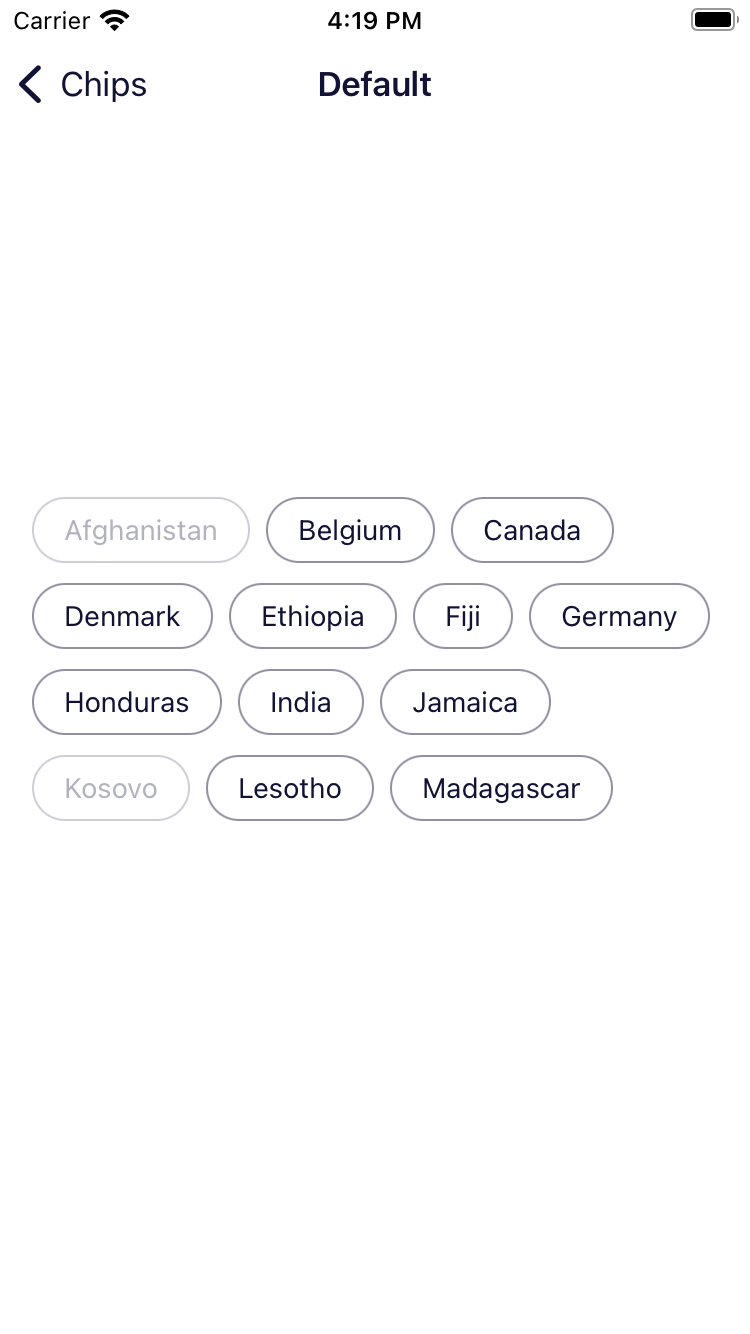 Carrier 4:19 PM
Chips Default
Afghanistan Belgium Canada
Denmark Ethiopia Fiji Germany
Honduras India Jamaica
Kosovo Lesotho Madagascar